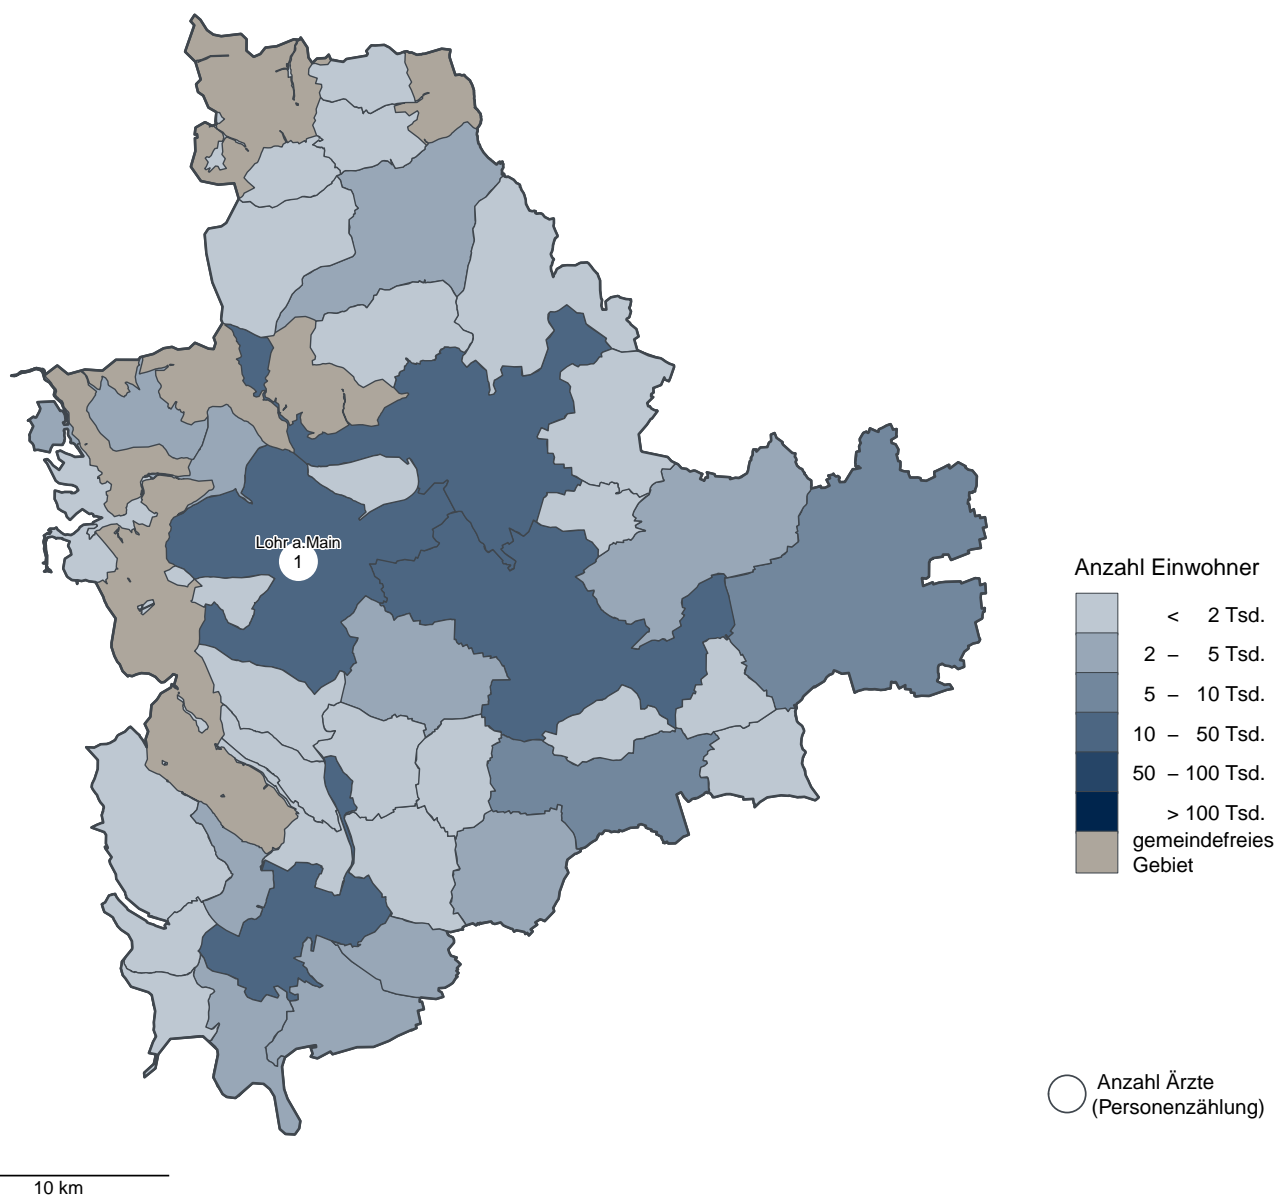 Lohr a.Main
1
Anzahl Einwohner
< 2 Tsd.
2 – 5 Tsd.
5 – 10 Tsd.
10 – 50 Tsd.
50 – 100 Tsd.
> 100 Tsd.
gemeindefreies
Gebiet
Anzahl Ärzte
(Personenzählung)
10 km